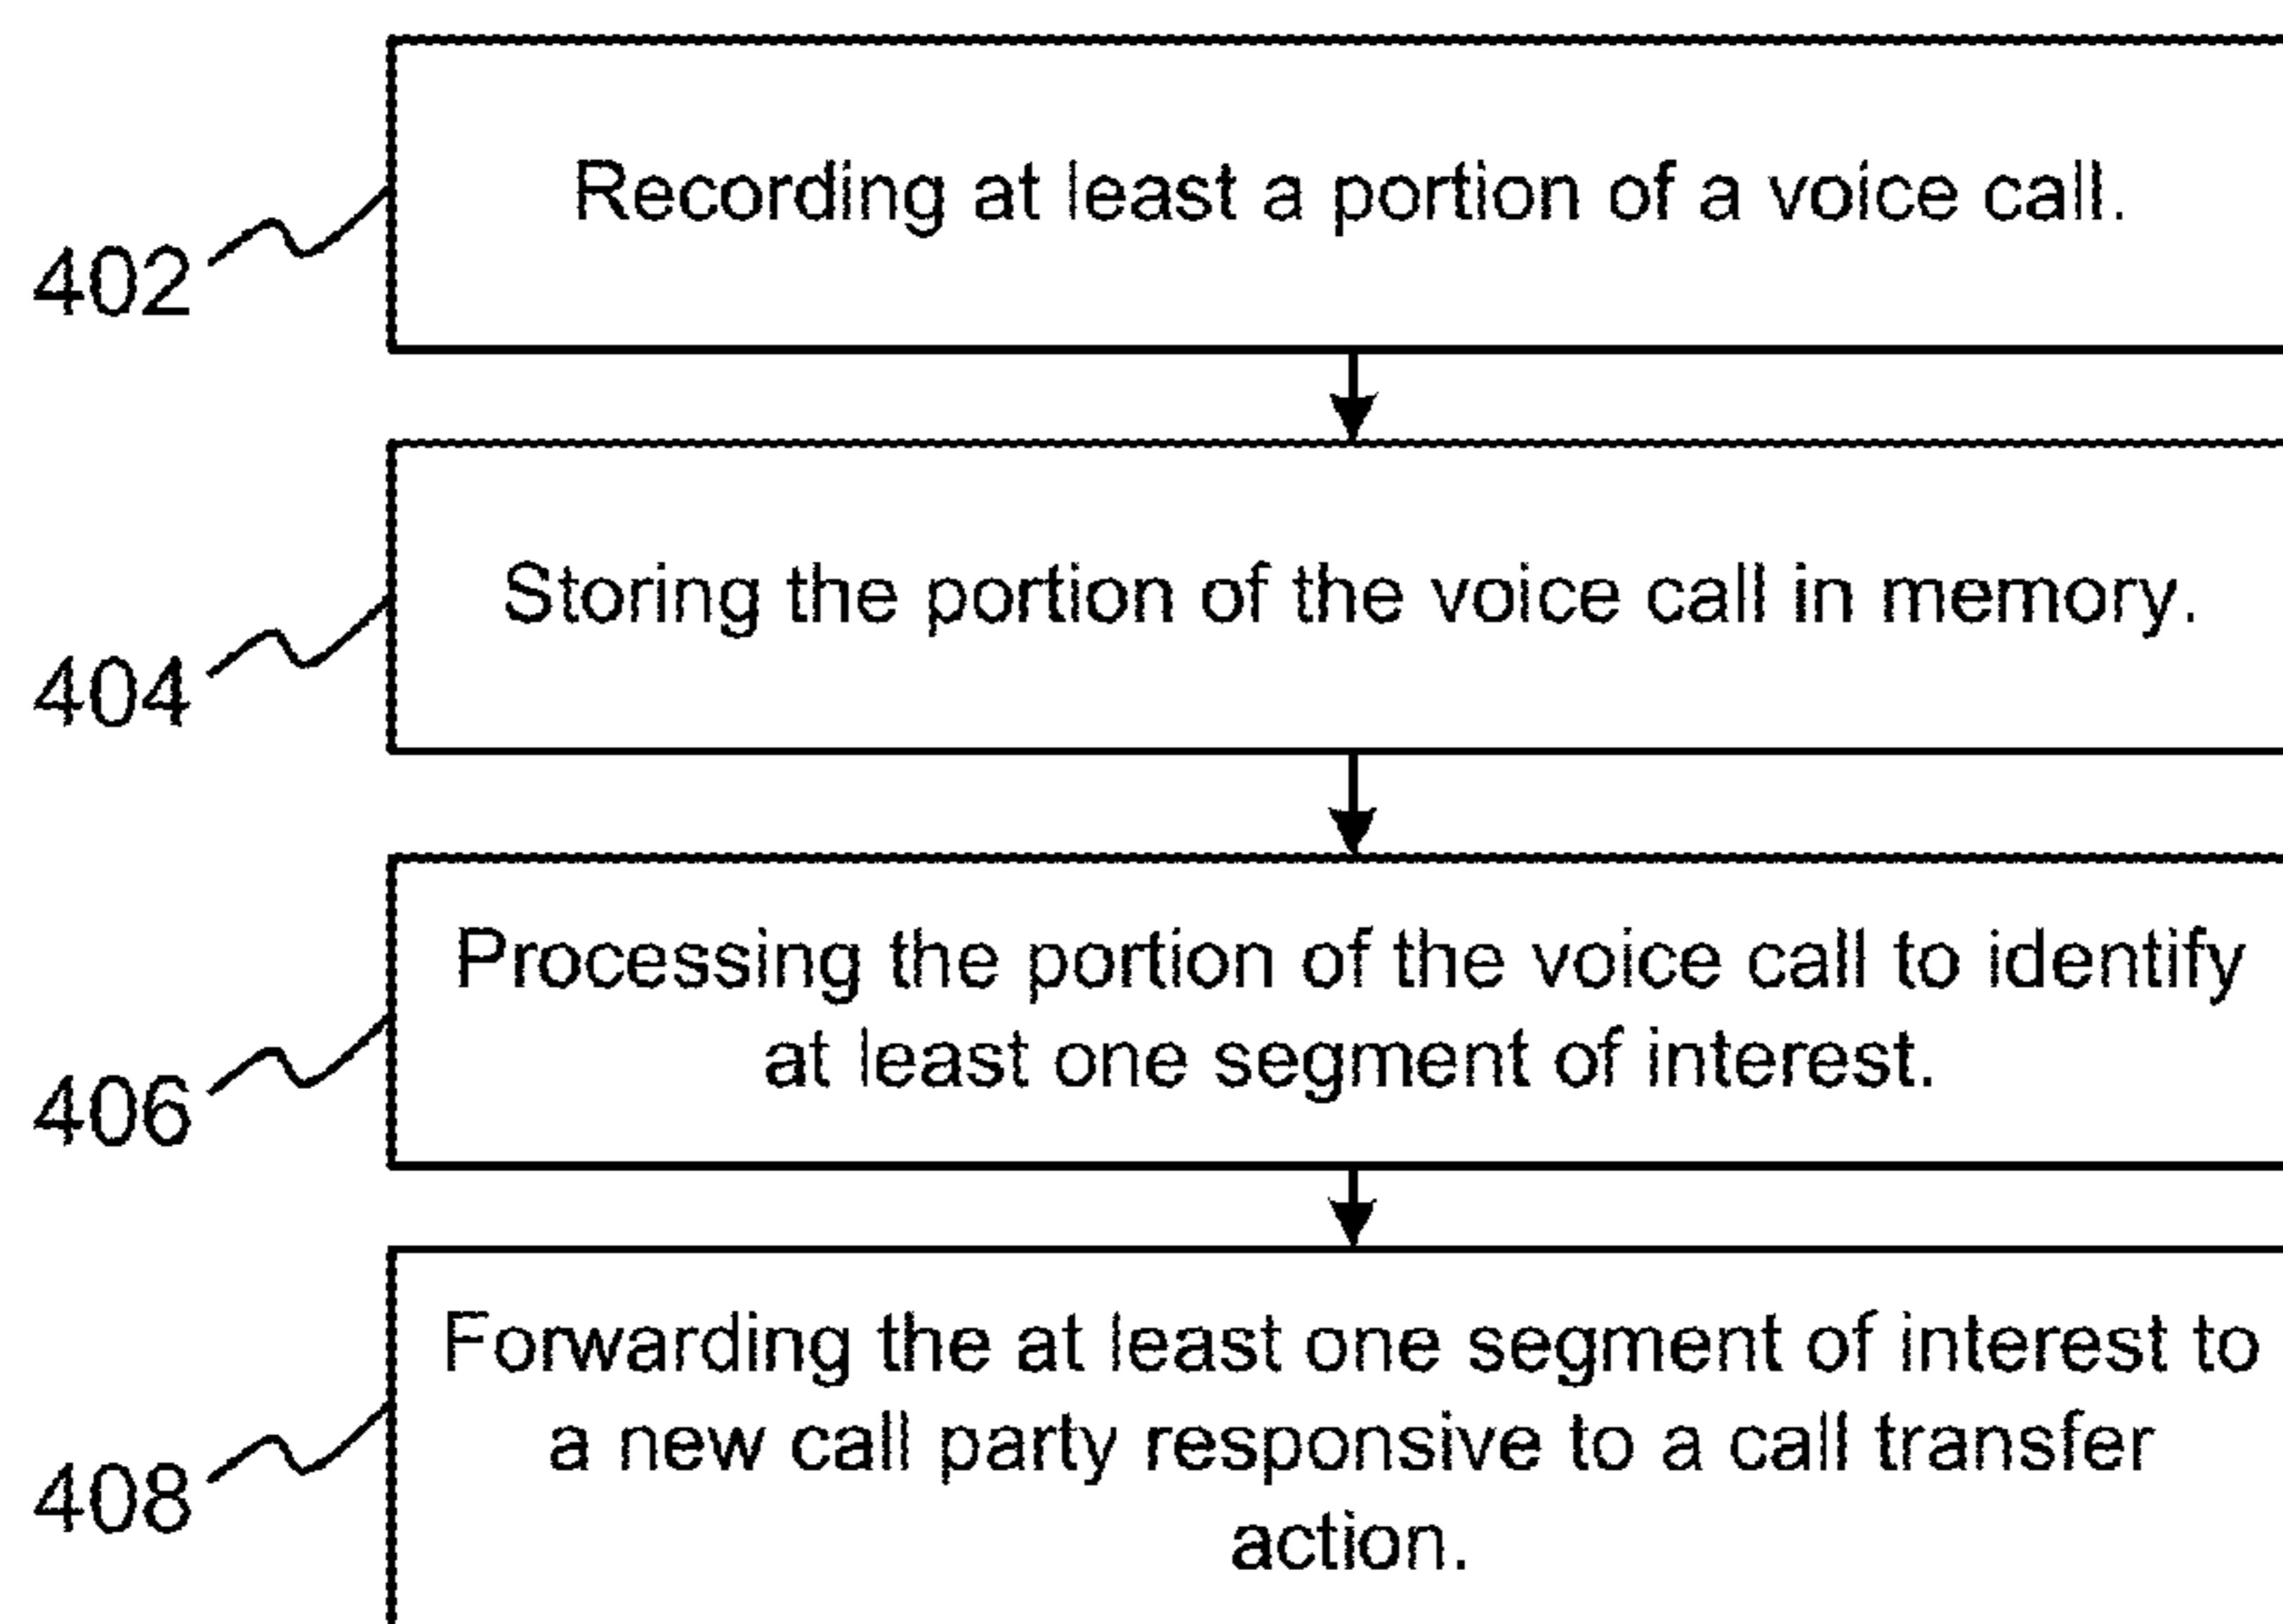 Recording at least a portion of a voice call.
402
Storing the portion of the voice call in memory.
404
Processing the portion of the voice call to identify
at least one segment of interest.
406
Forwarding the at least one segment of interest to
a new call party responsive to a call transfer
action.
408